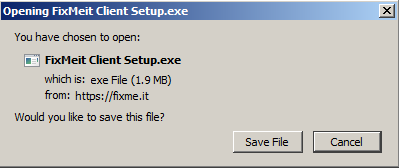 Opening FixMeit Client Setup.exe
You have chosen to open:
FixMeit Client Setup.exe
which is: exe File (1.9 MB)
from: https://fixme.it
Would you like to save this file?
Save File Cancel